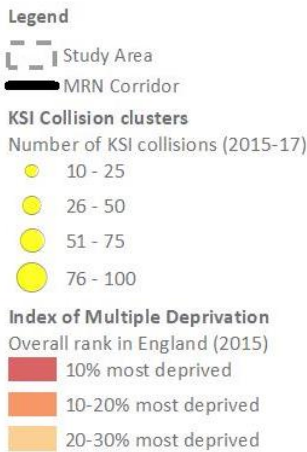 Legend
Study Area
MRN Corridor
KSI Collision clusters
Number of KSI collisions (2015-17)
10 - 25
26 - 50
51 - 75
76 - 100
Index of Multiple Deprivation
Overall rank in England (2015)
10% most deprived
10-20% most deprived
20-30% most deprived